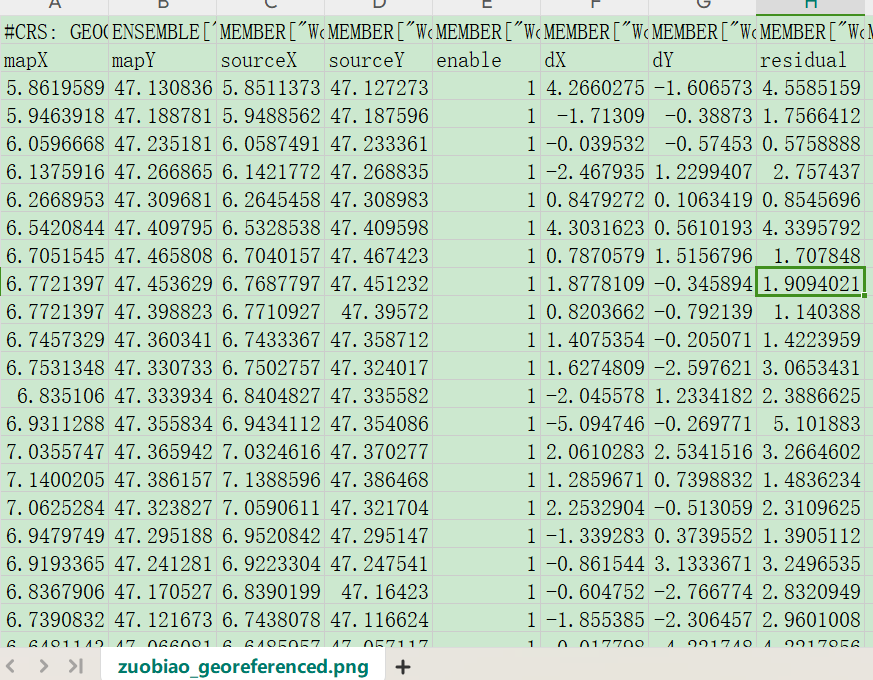 A B C D E F G H
#CRS: GEOG ENSEMBLE[" MEMBER["Wo MEMBER["Wo MEMBER["Wo MEMBER["Wo MEMBER["Wo MEMBER["Wo
mapX mapY sourceX sourceY enable dX dY residual
5.8619589 47.130836 5.8511373 47.127273 1 4.2660275 -1.606573 4.5585159
5.9463918 47.188781 5.9488562 47.187596 1 -1.71309 -0.38873 1.7566412
6.0596668 47.235181 6.0587491 47.233361 1 -0.039532 -0.57453 0.5758888
6.1375916 47.266865 6.1421772 47.268835 1 -2.467935 1.2299407 2.757437
6.2668953 47.309681 6.2645458 47.308983 1 0.8479272 0.1063419 0.8545696
6.5420844 47.409795 6.5328538 47.409598 1 4.3031623 0.5610193 4.3395792
6.7051545 47.465808 6.7040157 47.467423 1 0.7870579 1.5156796 1.707848
6.7721397 47.453629 6.7687797 47.451232 1 1.8778109 -0.345894 1.9094021
6.7721397 47.398823 6.7710927 47.39572 1 0.8203662 -0.792139 1.140388
6.7457329 47.360341 6.7433367 47.358712 1 1.4075354 -0.205071 1.4223959
6.7531348 47.330733 6.7502757 47.324017 1 1.6274809 -2.597621 3.0653431
6.835106 47.333934 6.8404827 47.335582 1 -2.045578 1.2334182 2.3886625
6.9311288 47.355834 6.9434112 47.354086 1 -5.094746 -0.269771 5.101883
7.0355747 47.365942 7.0324616 47.370277 1 2.0610283 2.5341516 3.2664602
7.1400205 47.386157 7.1388596 47.386468 1 1.2859671 0.7398832 1.4836234
7.0625284 47.323827 7.0590611 47.321704 1 2.2532904 -0.513059 2.3109625
6.9479749 47.295188 6.9520842 47.295147 1 -1.339283 0.3739552 1.3905112
6.9193365 47.241281 6.9223304 47.247541 1 -0.861544 3.1333671 3.2496535
6.8367906 47.170527 6.8390199 47.16423 1 -0.604752 -2.766774 2.8320949
6.7390832 47.121673 6.7438078 47.116624 1 -1.855385 -2.306457 2.9601008
zuobiao_georeferenced.png +